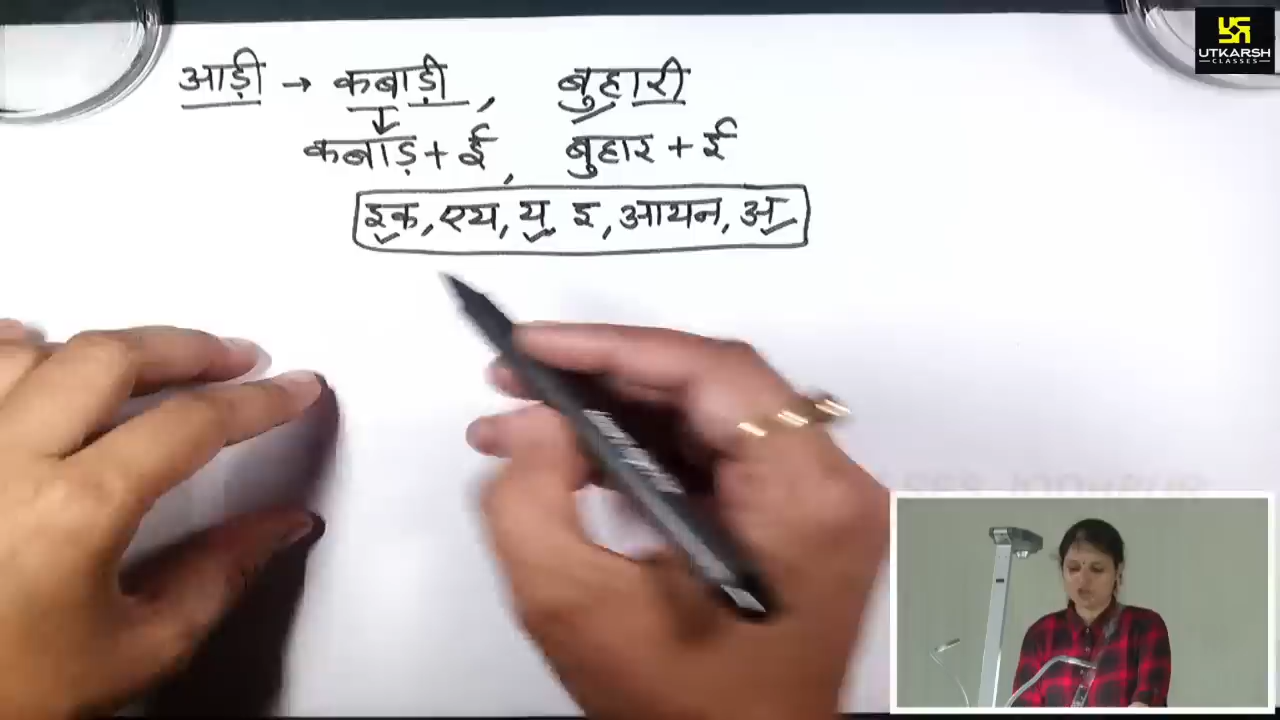 आड़ी → कबाड़ी, बुहारी
कबाड़ + ई, बुहार + ई
इक, एय, य, इ, आयन, अ
UTKARSH
CLASSES